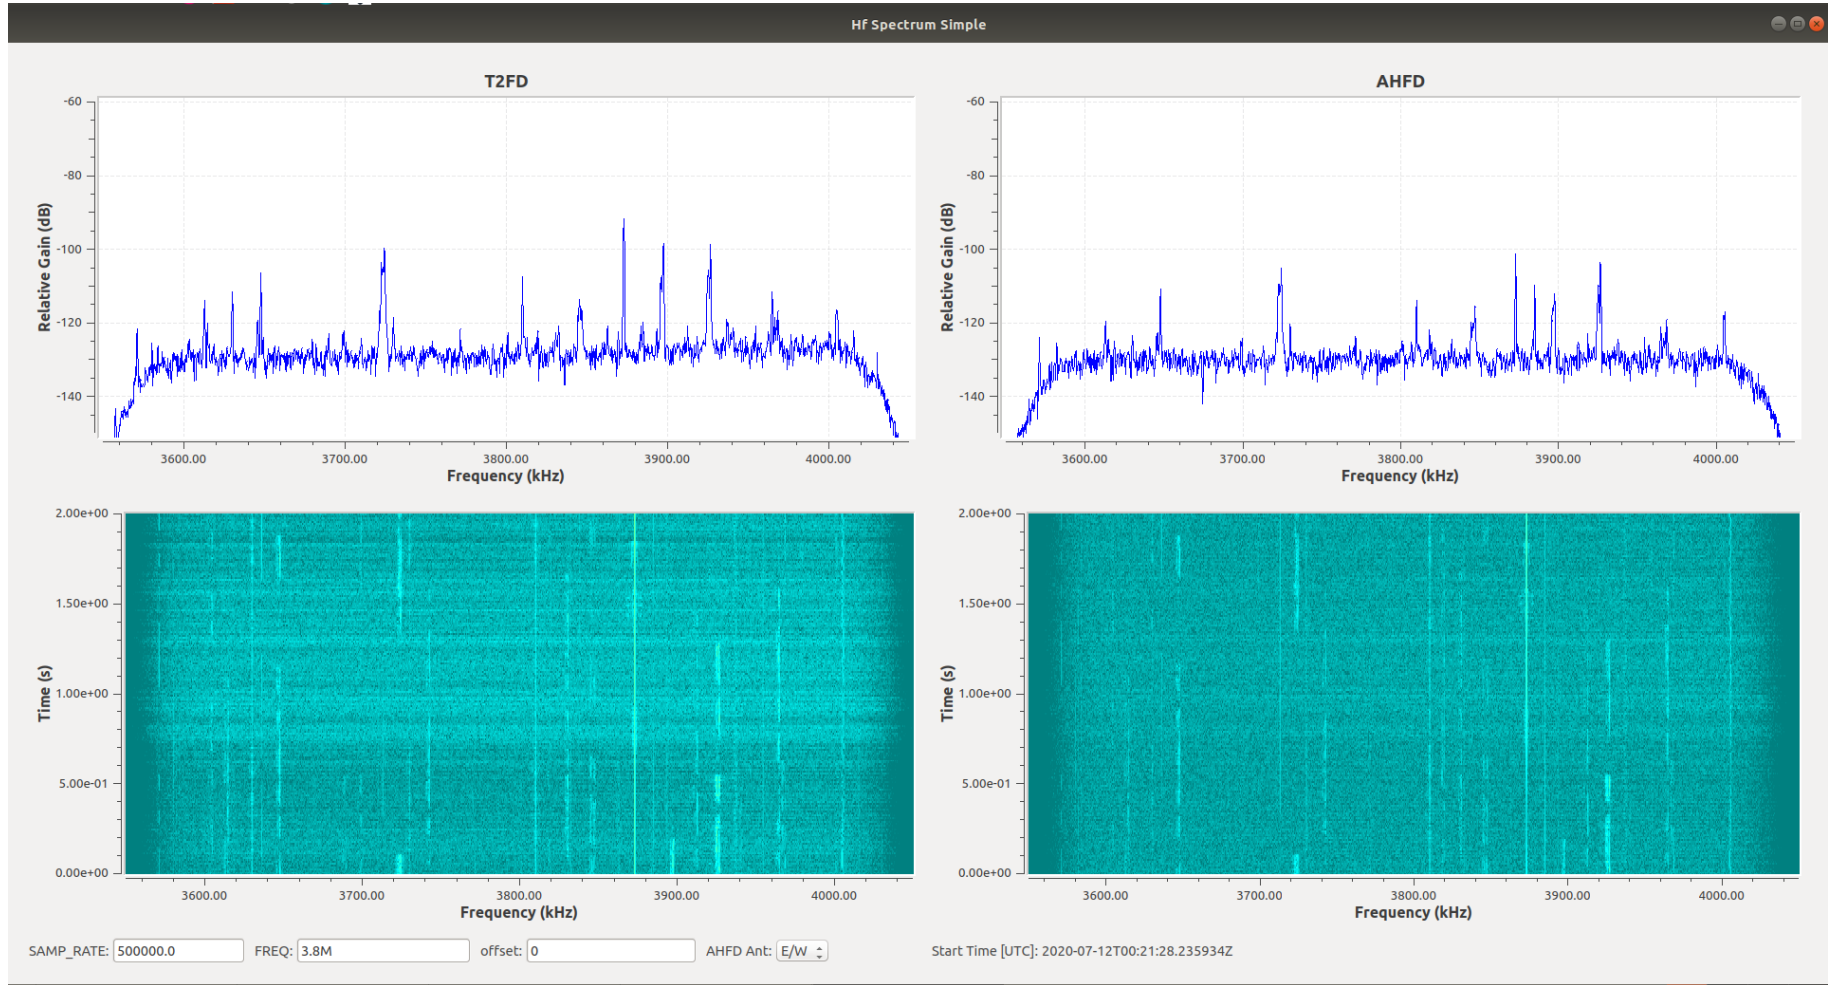 Hf Spectrum Simple
T2FD
AHFD
-60
-80
-100
-120
-140
Relative Gain (dB)
3600.00 3700.00 3800.00 3900.00 4000.00
Frequency (kHz)
-60
-80
-100
-120
-140
Relative Gain (dB)
3600.00 3700.00 3800.00 3900.00 4000.00
Frequency (kHz)
2.00e+00
1.50e+00
1.00e+00
5.00e-01
0.00e+00
Time (s)
3600.00 3700.00 3800.00 3900.00 4000.00
Frequency (kHz)
2.00e+00
1.50e+00
1.00e+00
5.00e-01
0.00e+00
Time (s)
3600.00 3700.00 3800.00 3900.00 4000.00
Frequency (kHz)
SAMP_RATE: 500000.0 FREQ: 3.8M offset: 0 AHFD Ant: E/W Start Time [UTC]: 2020-07-12T00:21:28.235934Z